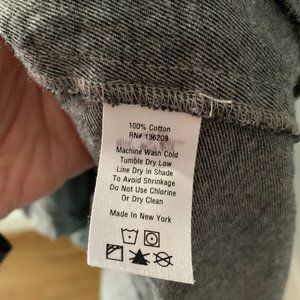 100% Cotton
RN# 136209
Machine Wash Cold
Tumble Dry Low
Line Dry In Shade
To Avoid Shrinkage
Do Not Use Chlorine
Or Dry Clean
Made In New York